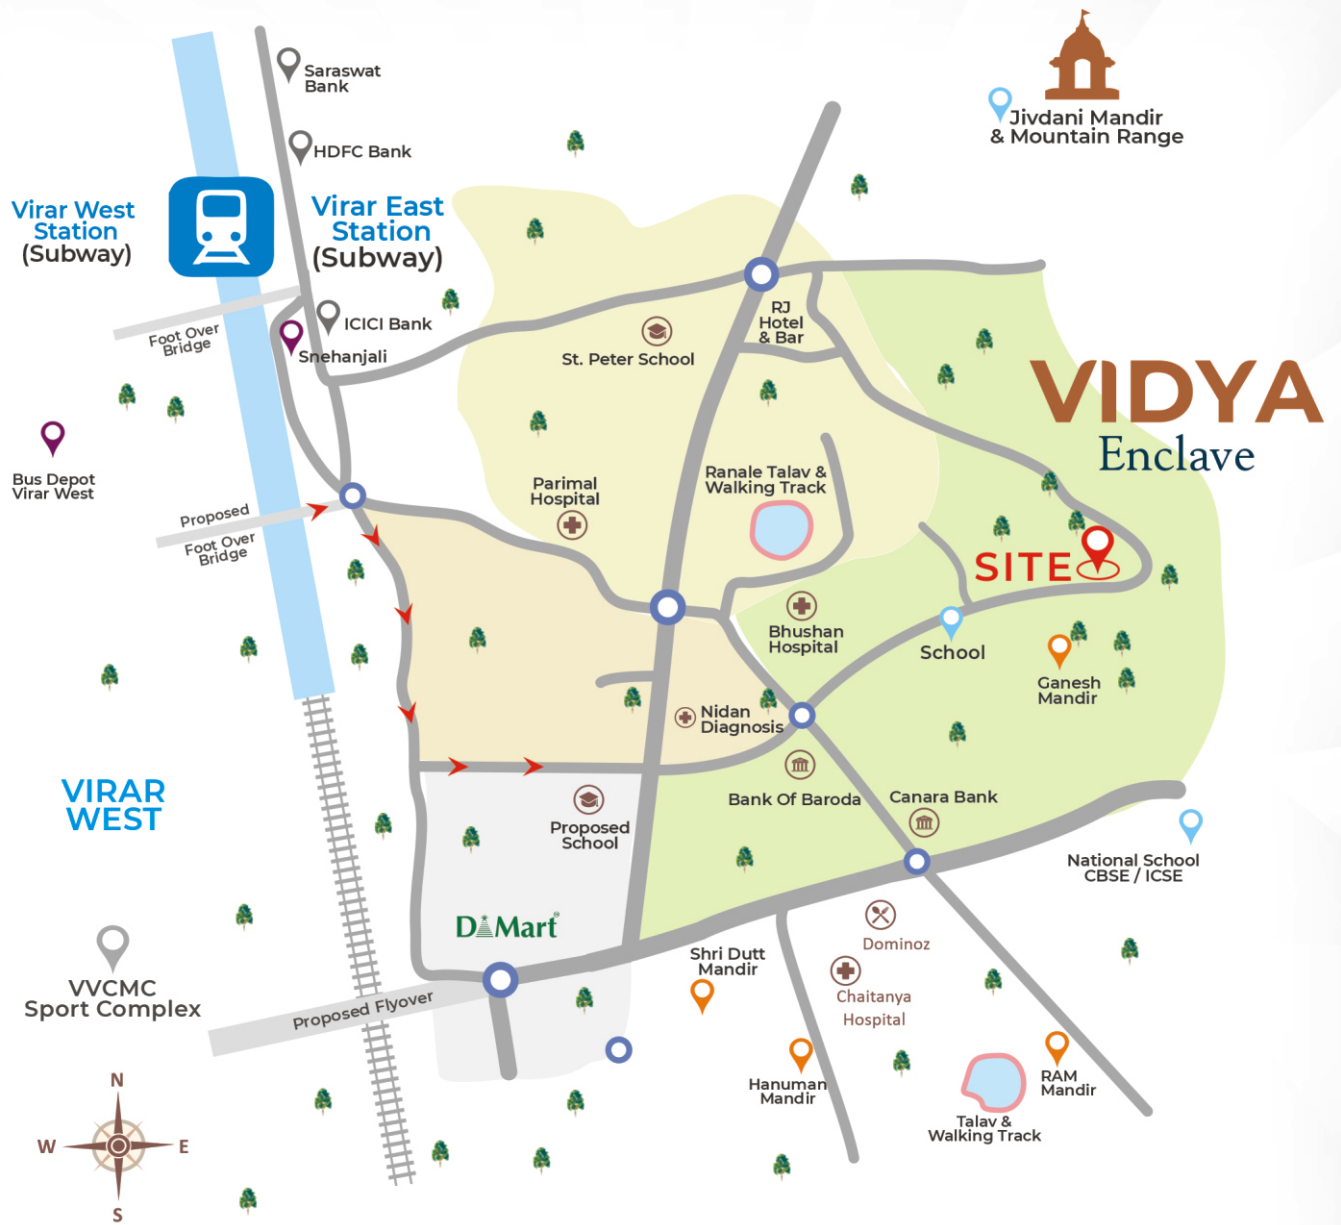 Saraswat
Bank
Jivdani Mandir
& Mountain Range
HDFC Bank
Virar West
Station
(Subway)
Virar East
Station
(Subway)
Foot Over
Bridge
ICICI Bank
Snehanjali
RJ
Hotel
& Bar
St. Peter School
VIDYA
Enclave
Bus Depot
Virar West
Parimal
Hospital
Ranale Talav &
Walking Track
Proposed
Foot Over
Bridge
SITE
Bhushan
Hospital
School
Ganesh
Mandir
Nidan
Diagnosis
VIRAR
WEST
Bank Of Baroda
Canara Bank
Proposed
School
National School
CBSE / ICSE
D Mart
Dominoz
Shri Dutt
Mandir
VVCMC
Sport Complex
Proposed Flyover
Chaitanya
Hospital
Hanuman
Mandir
RAM
Mandir
Talav &
Walking Track
N
W
E
S